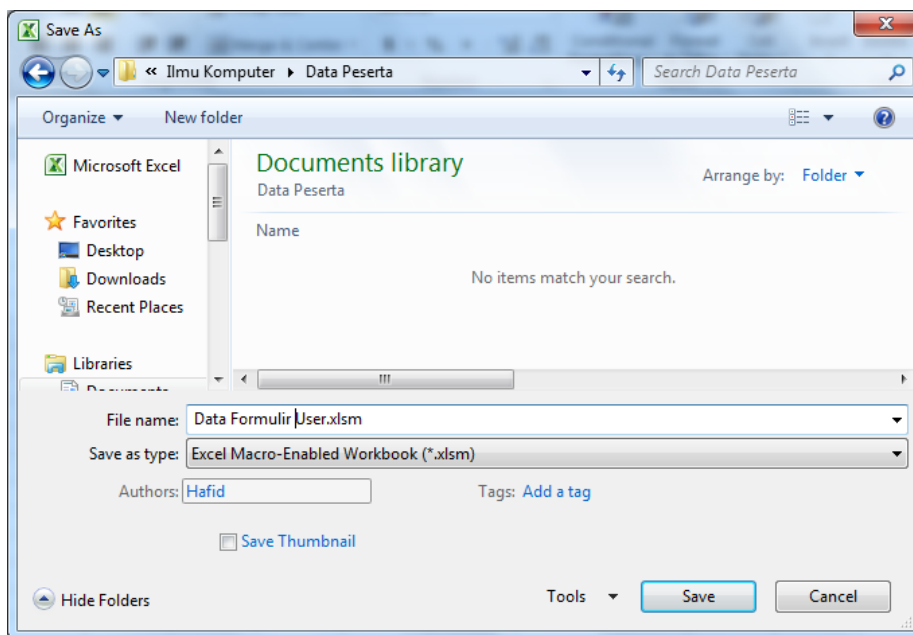 Save As
« Ilmu Komputer ▸ Data Peserta
Search Data Peserta
Organize
New folder
Microsoft Excel
Favorites
Desktop
Downloads
Recent Places
Libraries
Documents
Documents library
Data Peserta
Arrange by: Folder
Name
No items match your search.
File name: Data Formulir User.xlsm
Save as type: Excel Macro-Enabled Workbook (*.xlsm)
Authors: Hafid
Tags: Add a tag
Save Thumbnail
Hide Folders
Tools
Save
Cancel